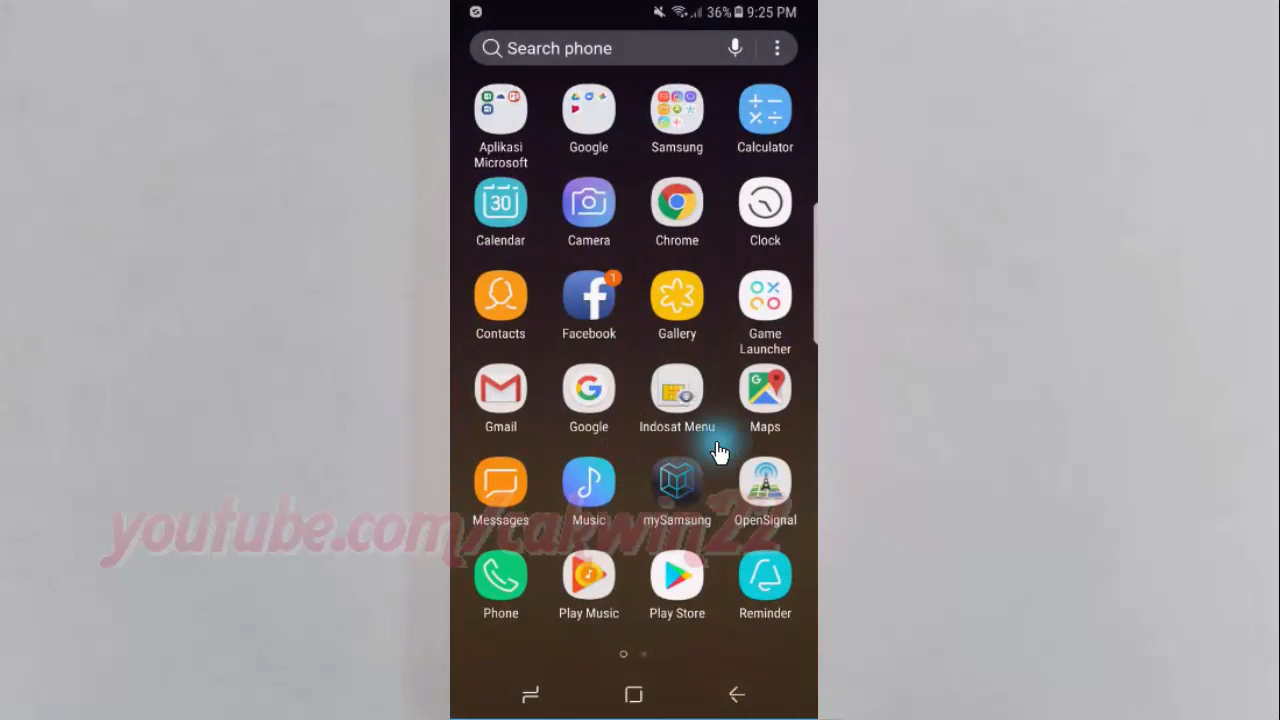 36% 9:25 PM
Search phone
Aplikasi Microsoft
Google
Samsung
Calculator
30
Calendar
Camera
Chrome
Clock
1
Contacts
Facebook
Gallery
Game Launcher
G
Gmail
Google
Indosat Menu
Maps
Messages
Music
mySamsung
OpenSignal
youtube.com/cakwin22
Phone
Play Music
Play Store
Reminder